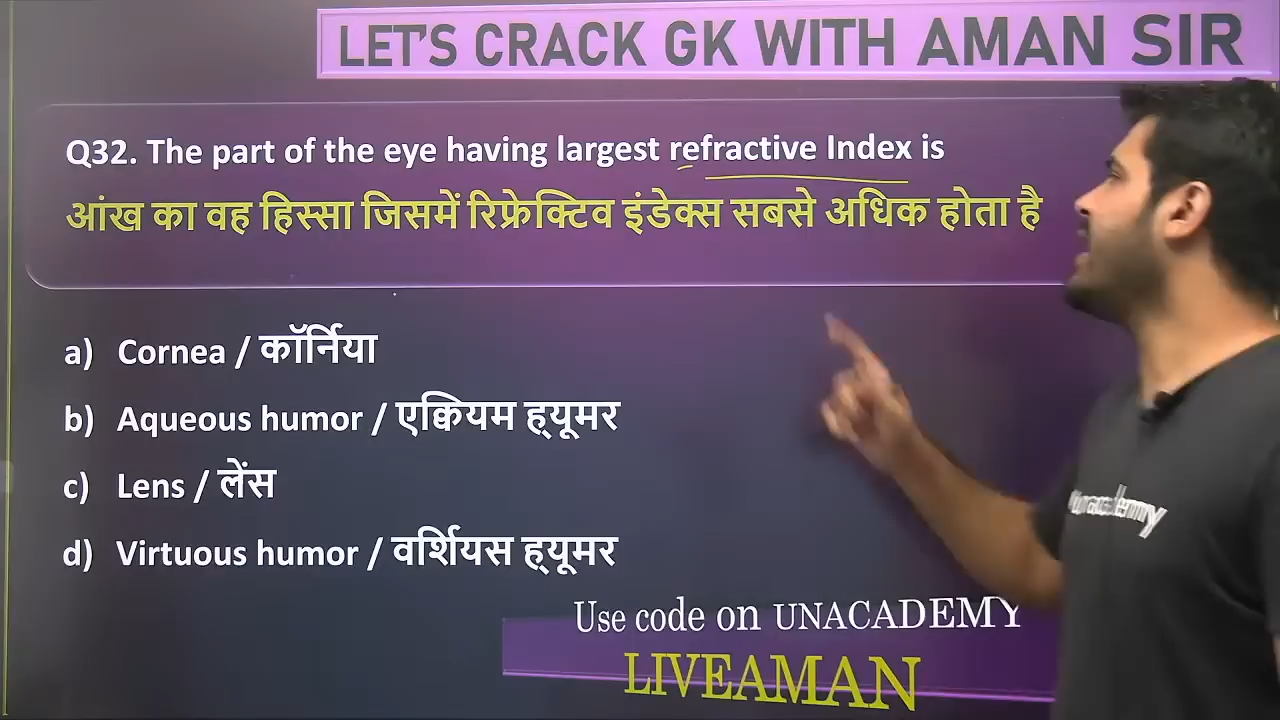 LET'S CRACK GK WITH AMAN SIR
Q32. The part of the eye having largest refractive Index is
आंख का वह हिस्सा जिसमें रिफ्रेक्टिव इंडेक्स सबसे अधिक होता है
a) Cornea / कॉर्निया
b) Aqueous humor / एक्वियम ह्यूमर
c) Lens / लेंस
d) Virtuous humor / वर्शियस ह्यूमर
unacademy
Use code on UNACADEMY
LIVEAMAN